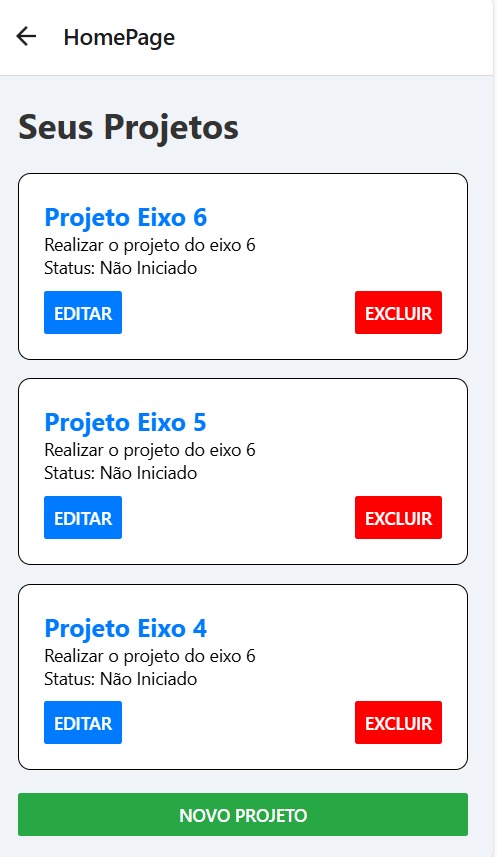 HomePage
Seus Projetos
Projeto Eixo 6
Realizar o projeto do eixo 6
Status: Não Iniciado
EDITAR
EXCLUIR
Projeto Eixo 5
Realizar o projeto do eixo 6
Status: Não Iniciado
EDITAR
EXCLUIR
Projeto Eixo 4
Realizar o projeto do eixo 6
Status: Não Iniciado
EDITAR
EXCLUIR
NOVO PROJETO